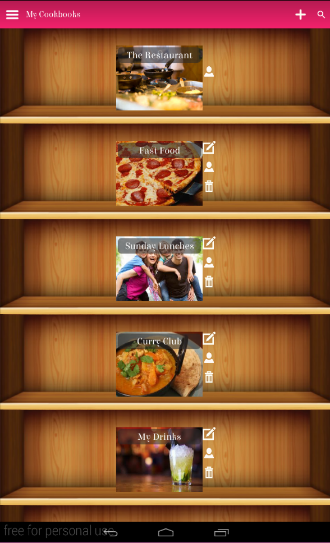 My Cookbooks
The Restaurant
Fast Food
Sunday Lunches
Curry Club
My Drinks
free for personal us